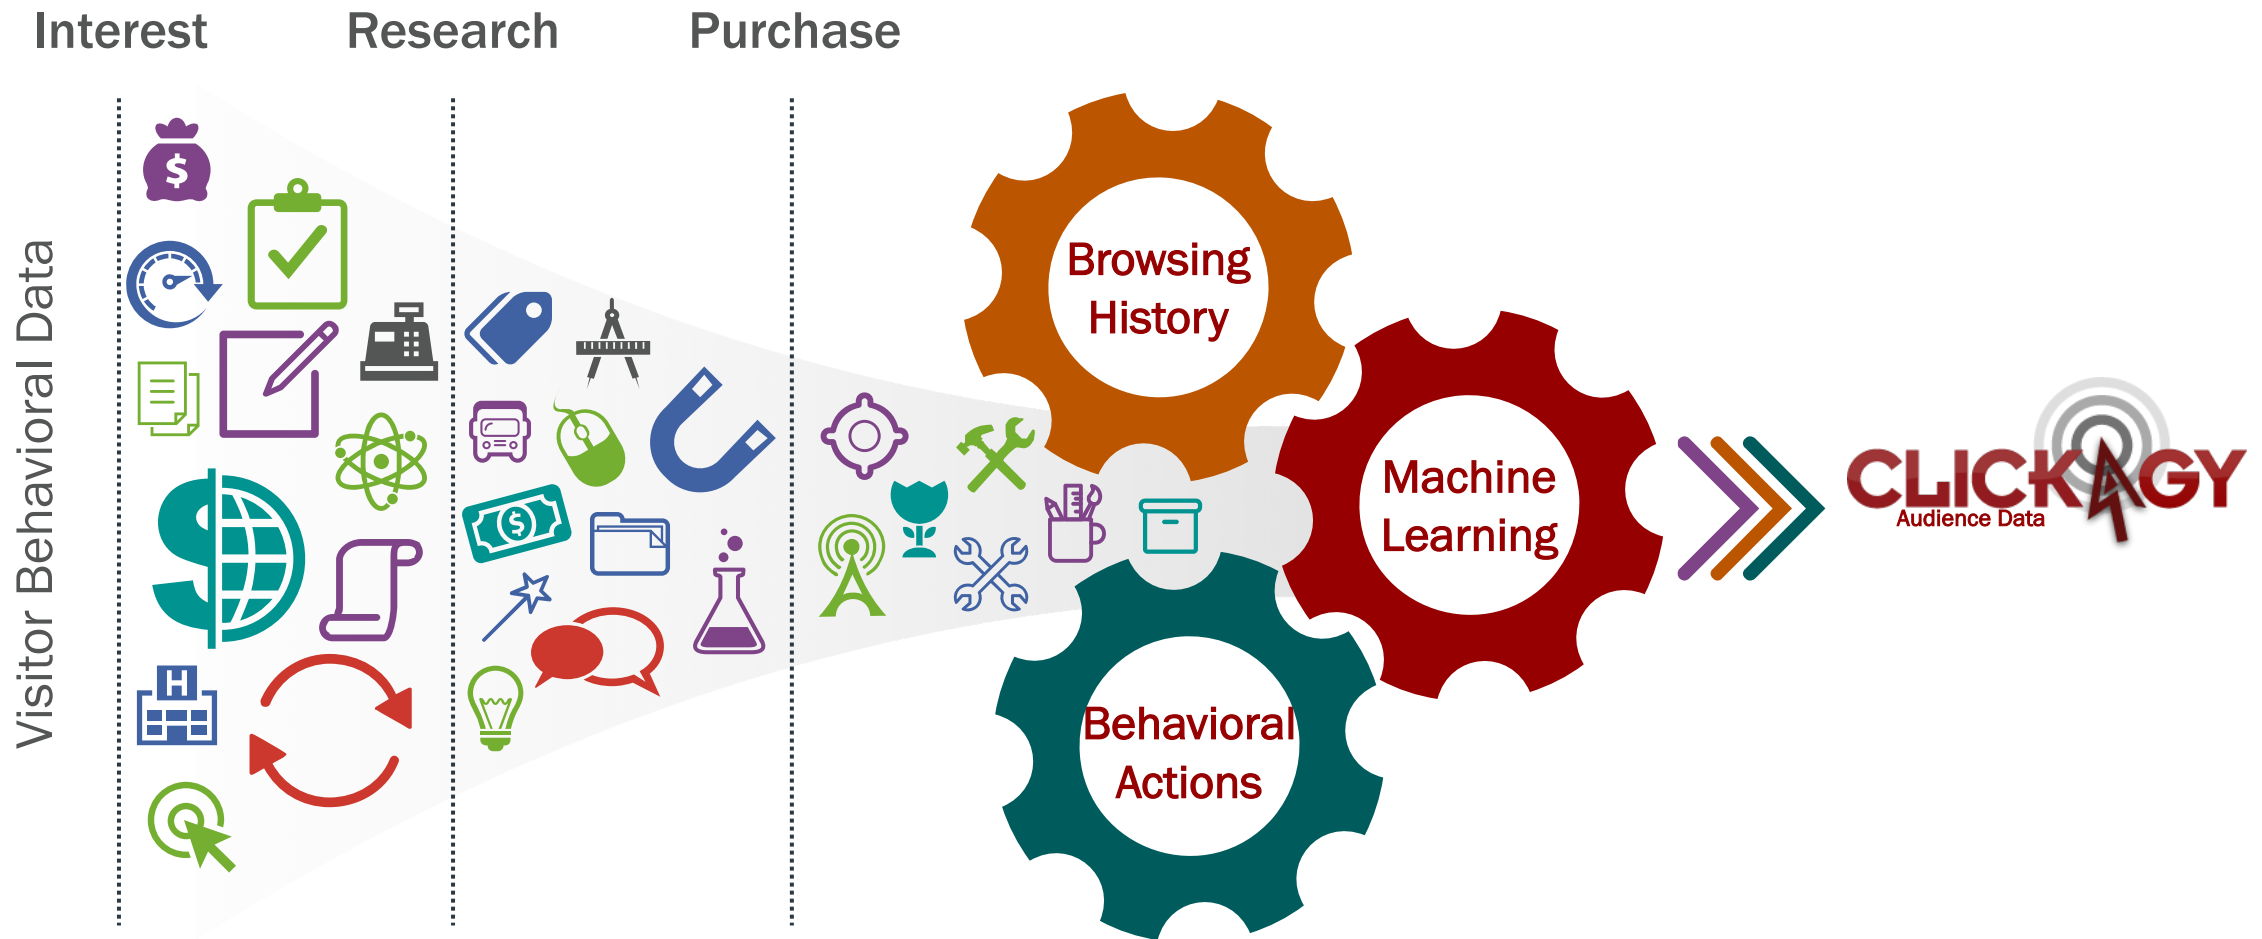 Interest
Research
Purchase
Visitor Behavioral Data
$
$
H
Browsing
History
Machine
Learning
Behavioral
Actions
CLICKAGY
Audience Data